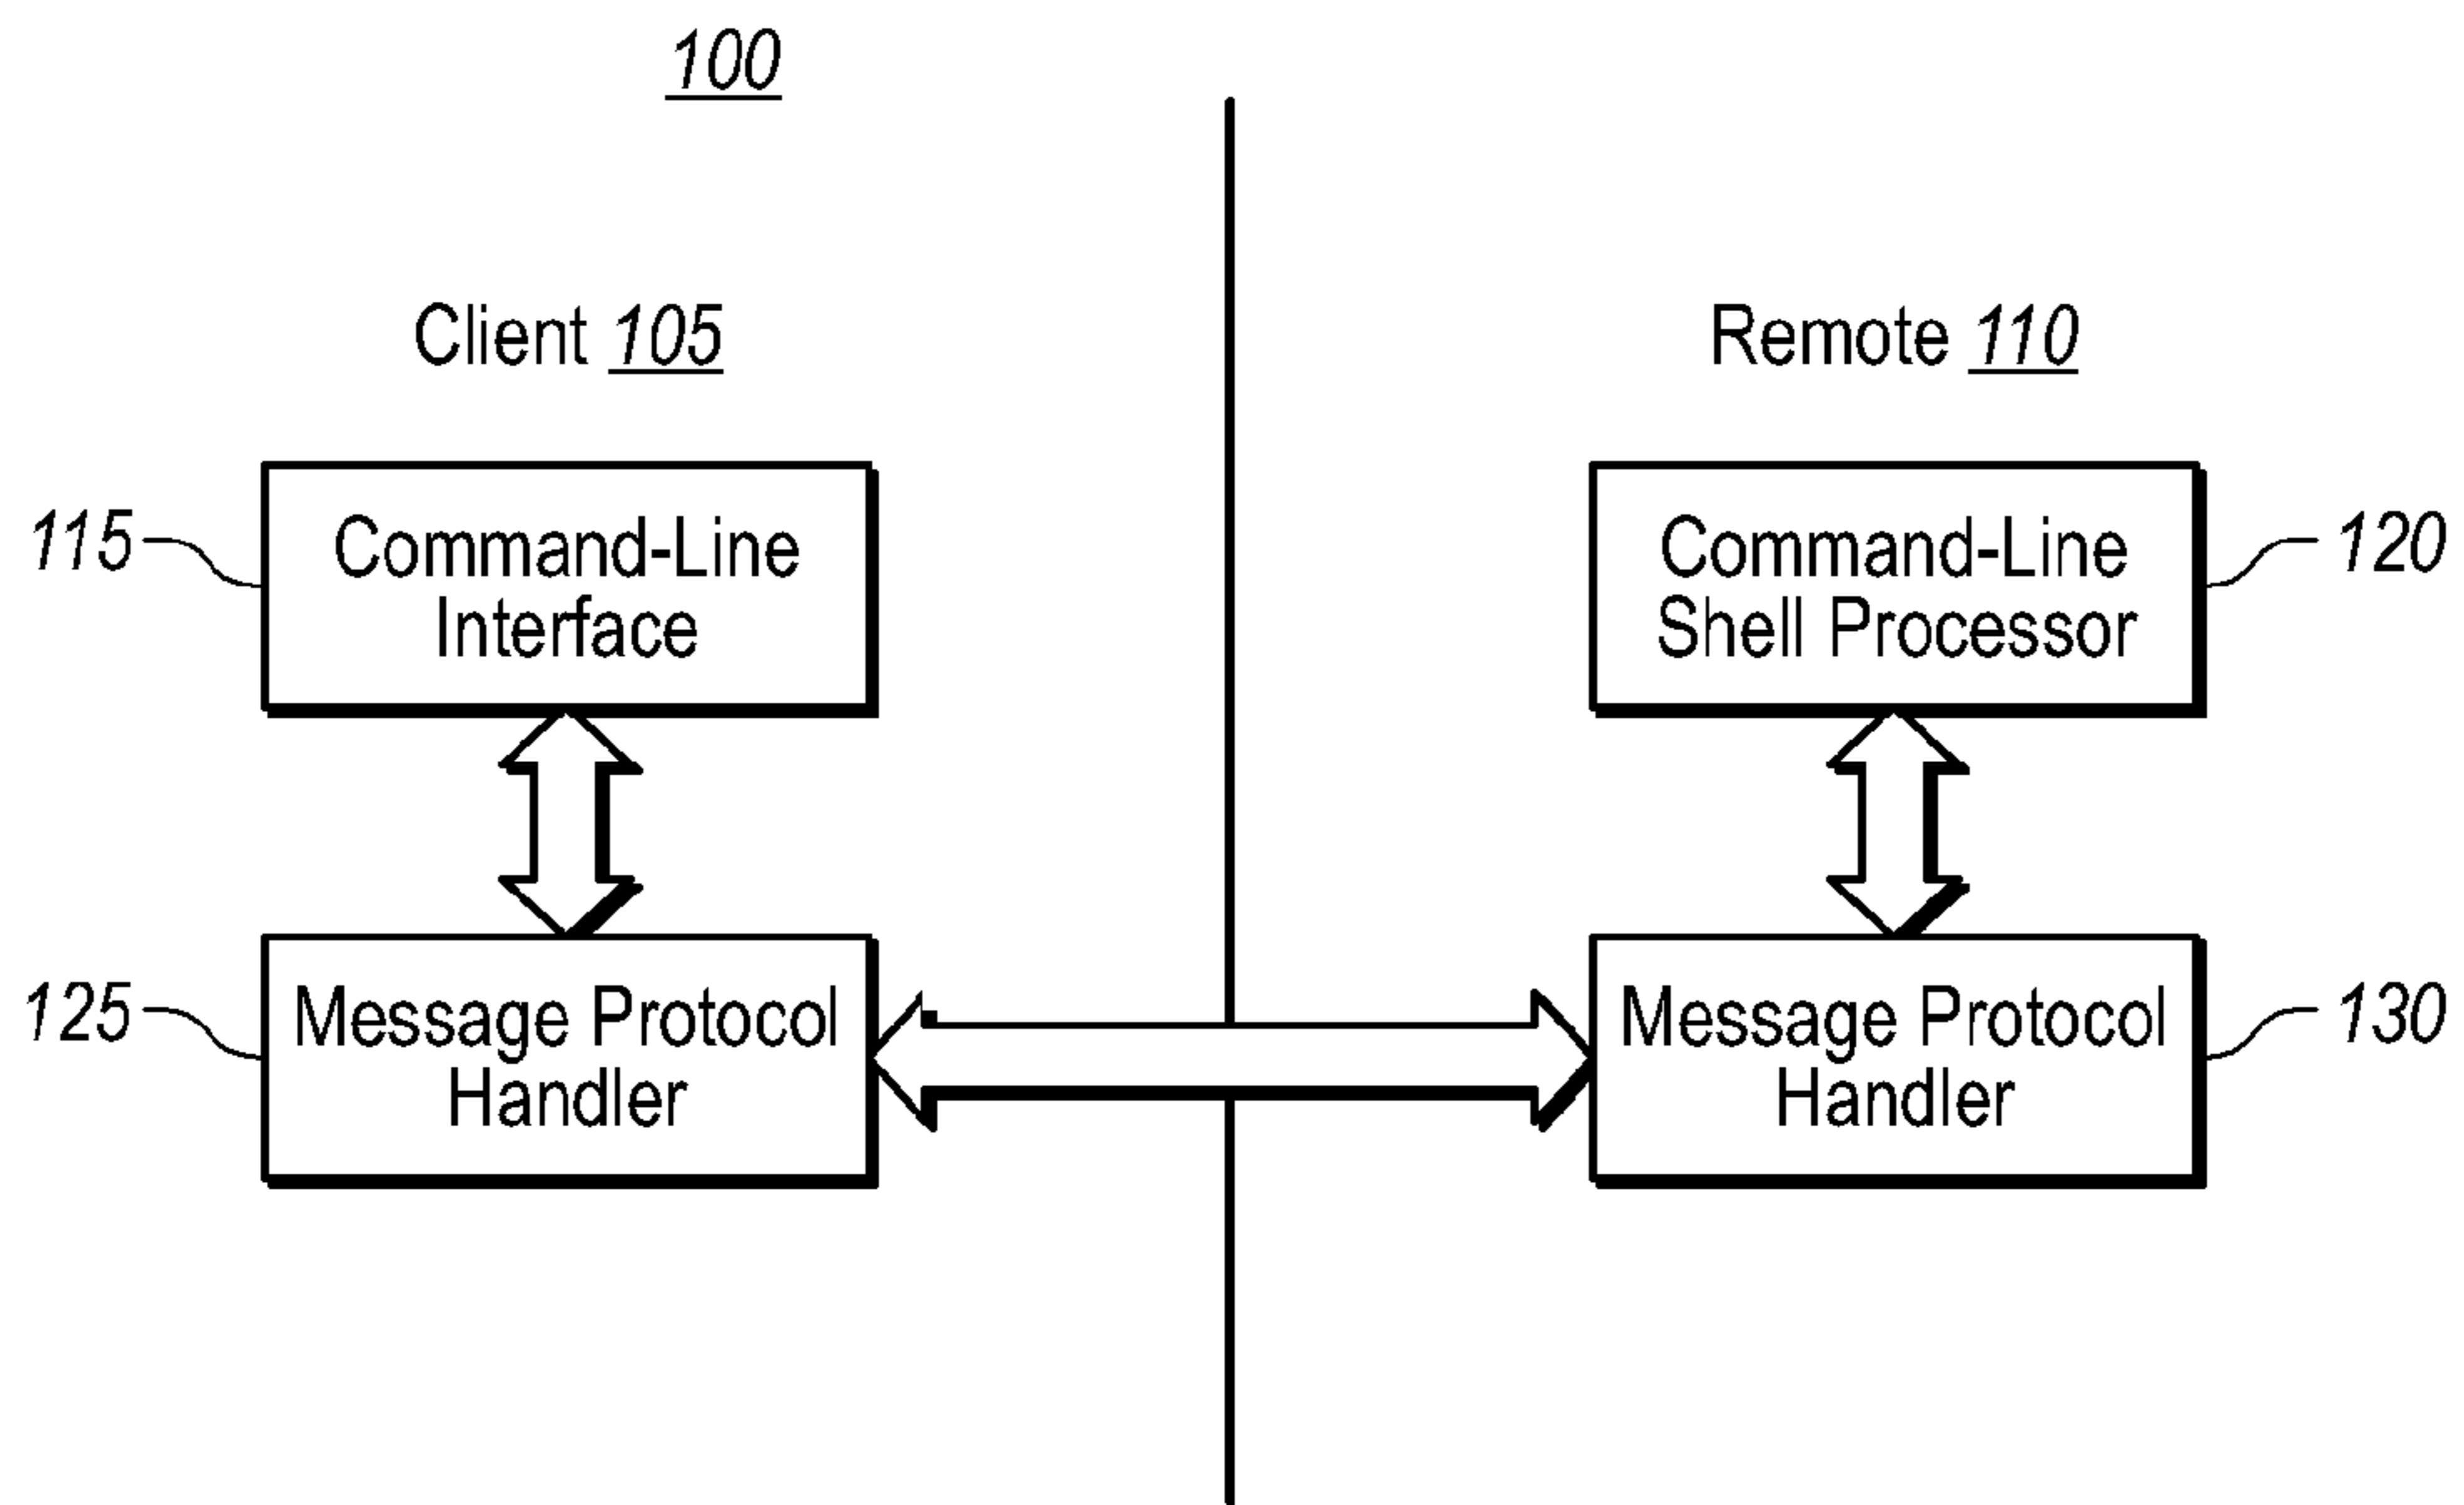 100
Client 105
Remote 110
115
Command-Line
Interface
Command-Line
Shell Processor
120
125
Message Protocol
Handler
Message Protocol
Handler
130